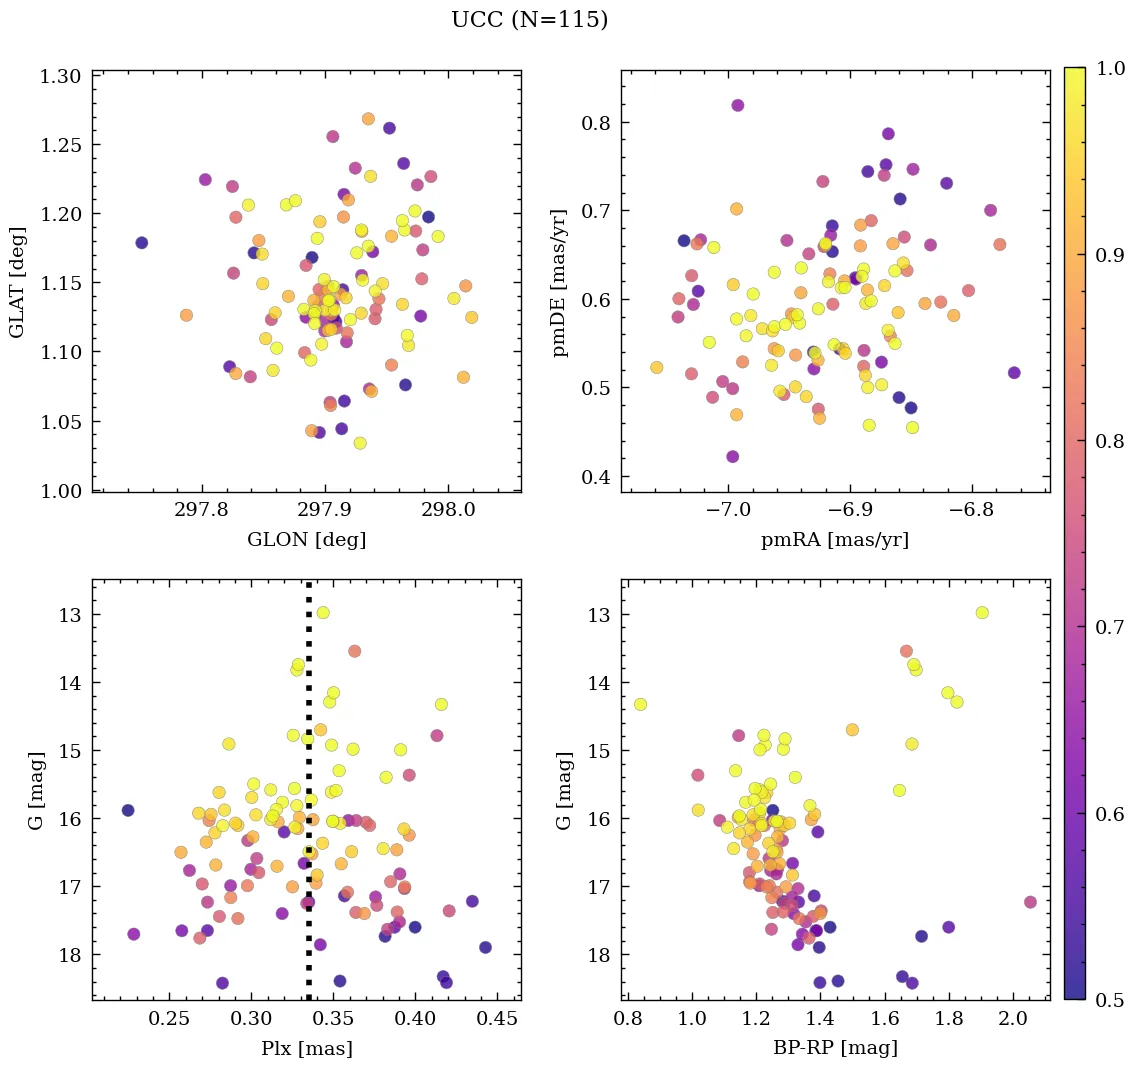 UCC (N=115)
1.30
1.25
1.20
1.15
1.10
1.05
1.00
GLAT [deg]
297.8 297.9 298.0
GLON [deg]
0.8
0.7
0.6
0.5
0.4
pmDE [mas/yr]
−7.0 −6.9 −6.8
pmRA [mas/yr]
13
14
15
16
17
18
G [mag]
0.25 0.30 0.35 0.40 0.45
Plx [mas]
13
14
15
16
17
18
G [mag]
0.8 1.0 1.2 1.4 1.6 1.8 2.0
BP-RP [mag]
1.0
0.9
0.8
0.7
0.6
0.5